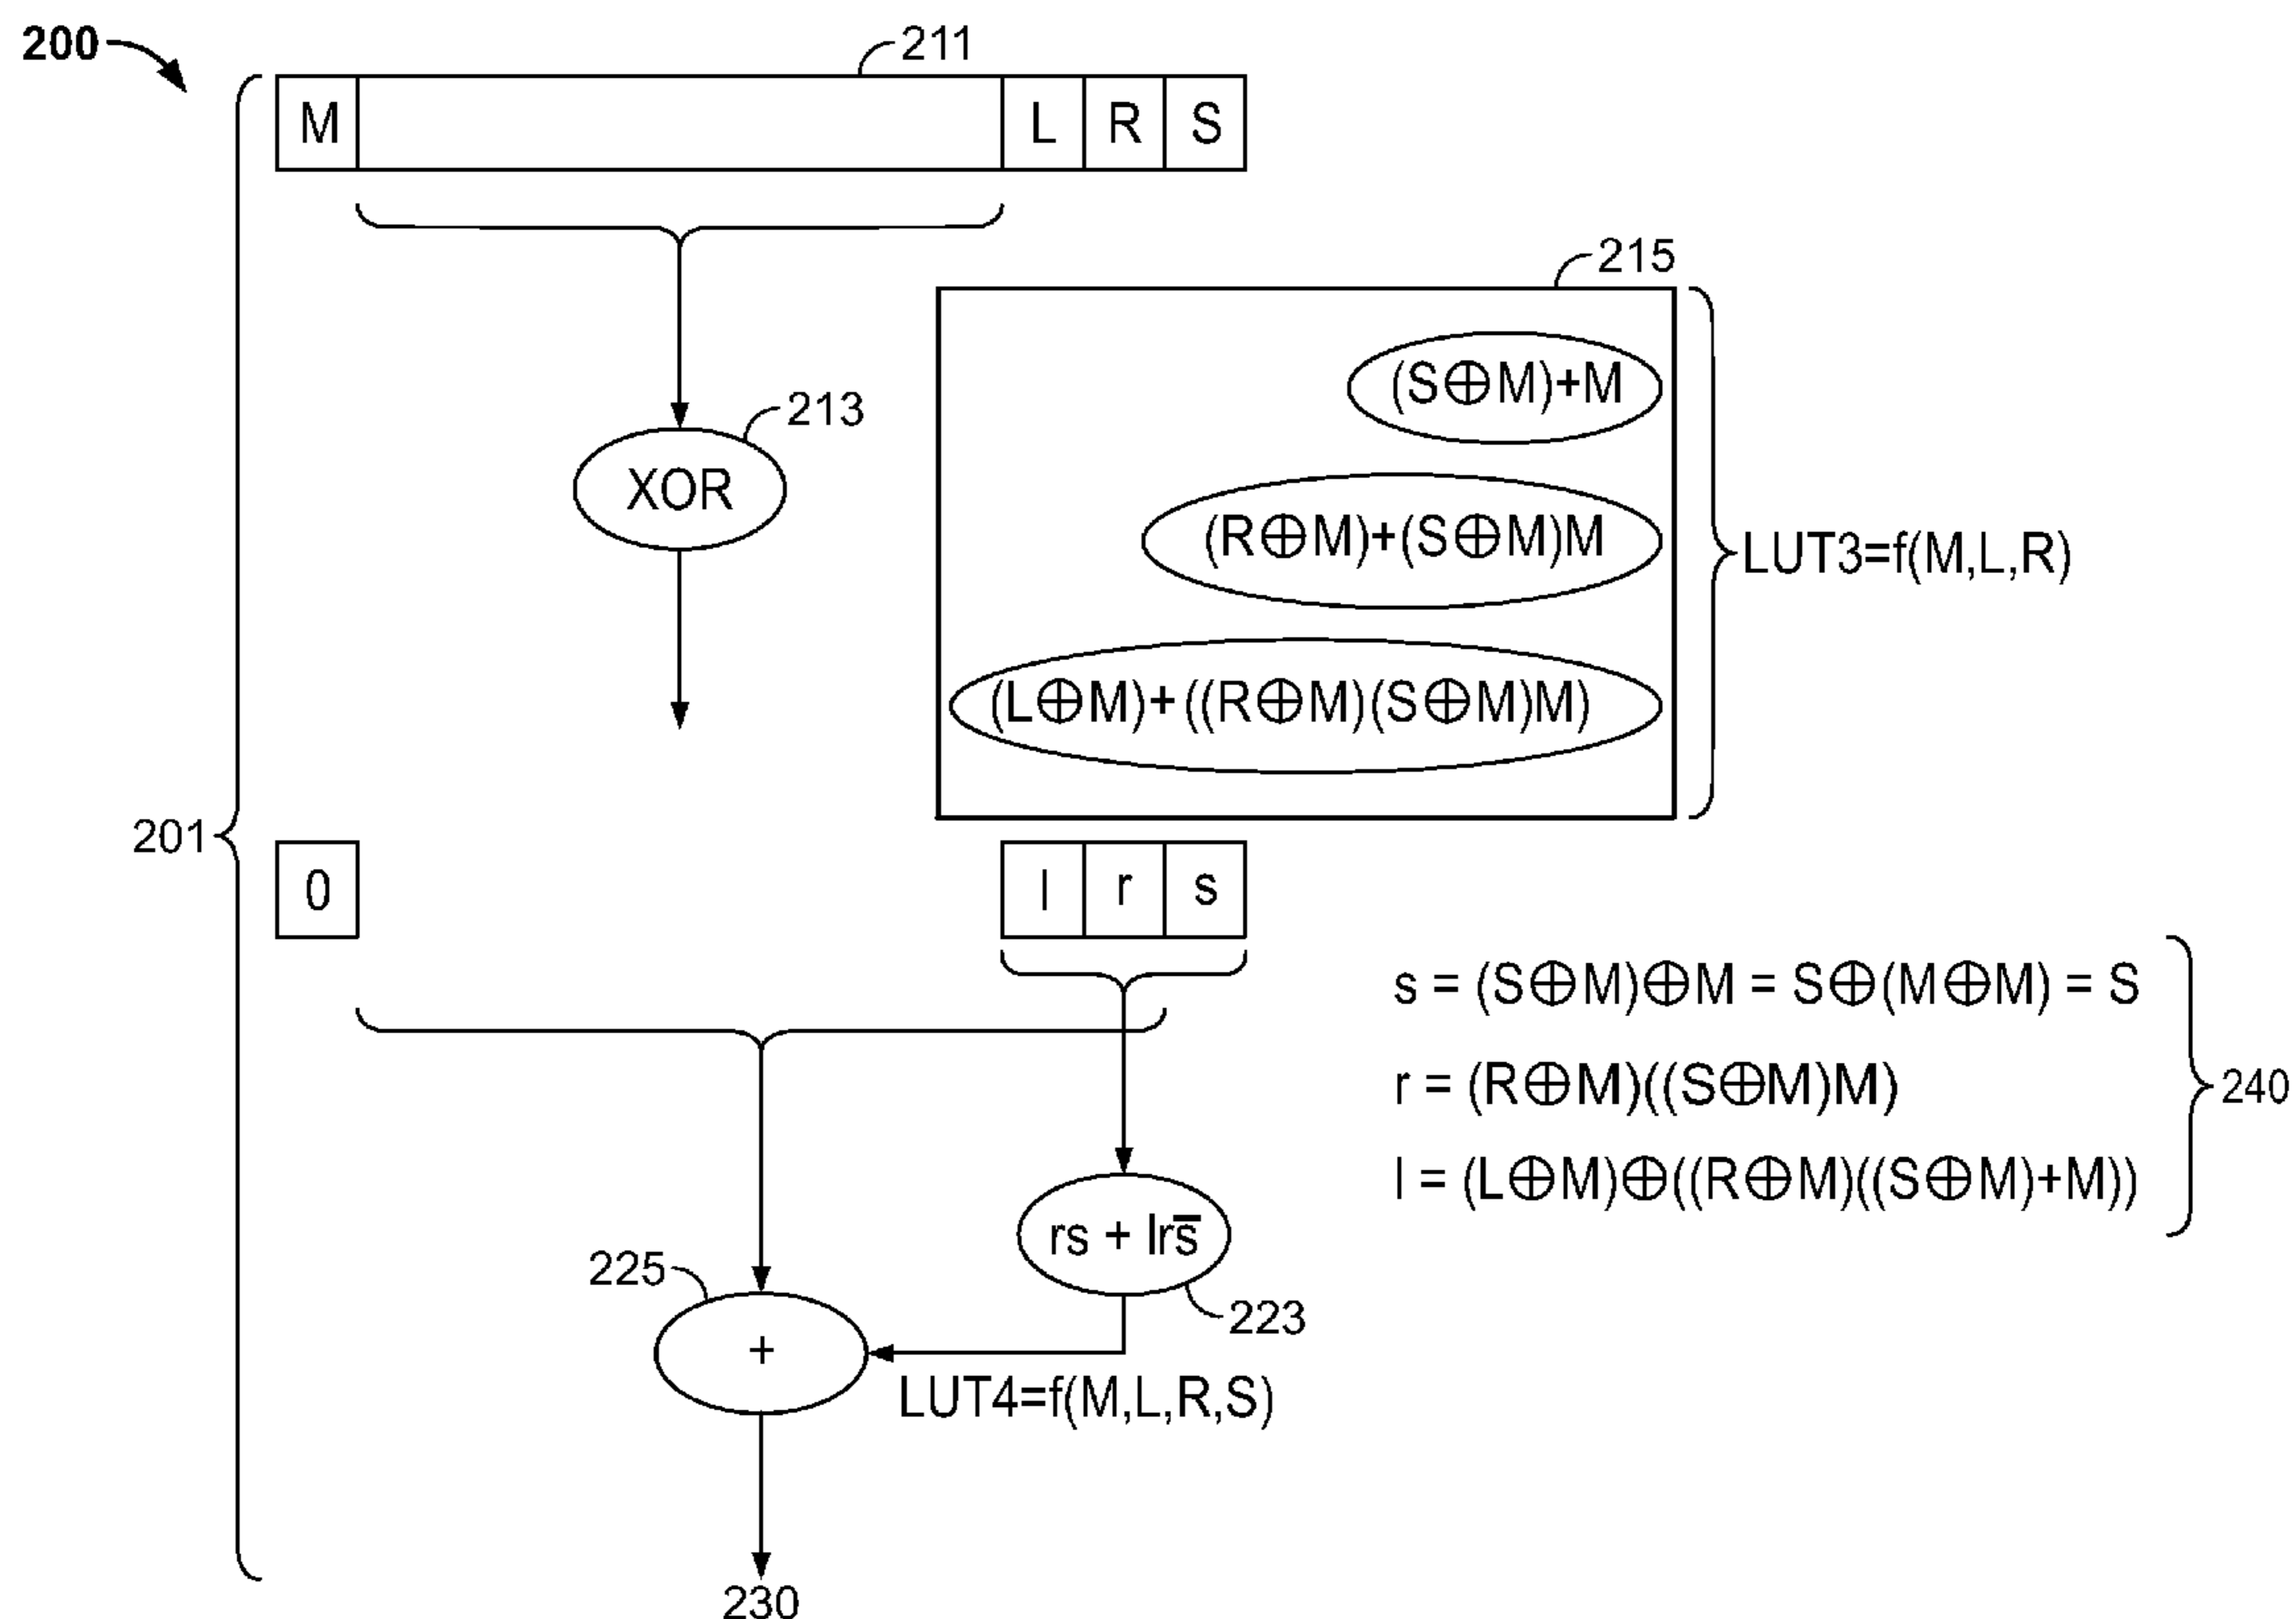 200
211
M L R S
215
(S⊕M)+M
213
XOR
(R⊕M)+(S⊕M)M
LUT3=f(M,L,R)
(L⊕M)+((R⊕M)(S⊕M)M)
201
0
l r s
s = (S⊕M)⊕M = S⊕(M⊕M) = S
r = (R⊕M)((S⊕M)M)
240
l = (L⊕M)⊕((R⊕M)((S⊕M)+M))
rs + lrs̅
225
223
+
LUT4=f(M,L,R,S)
230